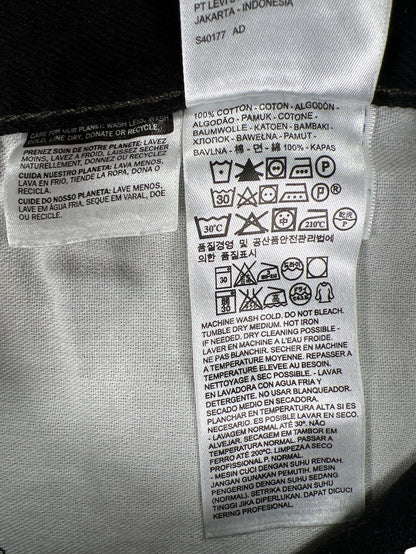 PT LEVI'S
JAKARTA - INDONESIA
S40177 AD
CARE FOR OUR PLANET: WASH LESS, WASH
LINE DRY, DONATE OR RECYCLE.
PRENEZ SOIN DE NOTRE PLANÈTE: LAVEZ
MOINS, LAVEZ À FROID, LAISSEZ SÉCHER
NATURELLEMENT, DONNEZ OU RECYCLEZ.
CUIDA NUESTRO PLANETA: LAVA MENOS,
LAVA EN FRÍO, TIENDE LA ROPA, DONA
O RECICLA.
CUIDE DO NOSSO PLANETA: LAVE MENOS,
LAVE EM ÁGUA FRIA, SEQUE EM VARAL, DOE
OU RECICLE.
100% COTTON - COTON - ALGODÓN -
ALGODÃO - PAMUK - COTONE -
BAUMWOLLE - KATOEN - BAMBAKI -
ХЛОПОК - BAWEŁNA - PAMUT -
BAVLNA - 棉 - 면 - 綿 100% - KAPAS
P
30 P
30°C 中 210°C P
품질경영 및 공산품안전관리법에
의한 품질표시
30
30 中
MACHINE WASH COLD. DO NOT BLEACH.
TUMBLE DRY MEDIUM. HOT IRON
IF NEEDED. DRY CLEANING POSSIBLE -
LAVER EN MACHINE A L'EAU FROIDE.
NE PAS BLANCHIR. SECHER EN MACHINE
A TEMPERATURE MOYENNE. REPASSER A
TEMPERATURE ELEVEE AU BESOIN.
NETTOYAGE A SEC POSSIBLE - LAVAR
EN LAVADORA CON AGUA FRIA Y
DETERGENTE. NO USAR BLANQUEADOR.
SECADO MEDIO EN SECADORA.
PLANCHADO A TEMPERATURA ALTA SI ES
NECESARIO. ES POSIBLE LAVAR EN SECO.
- LAVAGEM NORMAL ATÉ 30º. NÃO
ALVEJAR. SECAGEM EM TAMBOR EM
TEMPERATURA NORMAL. PASSAR A
FERRO ATÉ 200ºC. LIMPEZA A SECO
PROFISSIONAL P. NORMAL
- MESIN CUCI DENGAN SUHU RENDAH.
JANGAN GUNAKAN PEMUTIH. MESIN
PENGERING DENGAN SUHU SEDANG
(NORMAL). SETRIKA DENGAN SUHU
TINGGI JIKA DIPERLUKAN. DAPAT DICUCI
KERING.